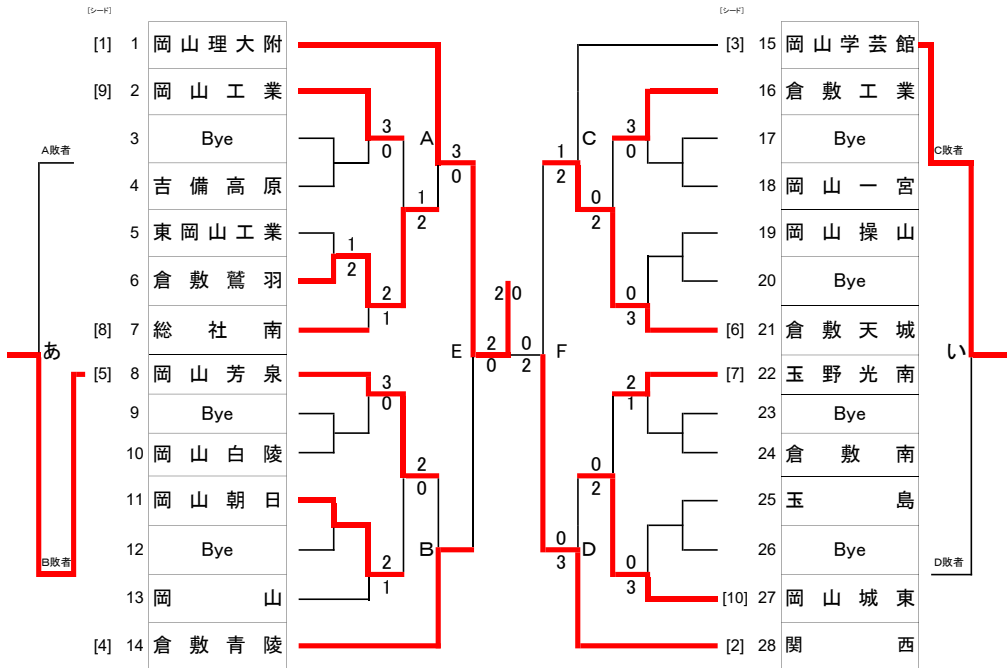 [シード]
[1] 1 岡山理大附
[9] 2 岡山工業
3 Bye
4 吉備高原
5 東岡山工業
6 倉敷鷲羽
[8] 7 総社南
[5] 8 岡山芳泉
9 Bye
10 岡山白陵
11 岡山朝日
12 Bye
13 岡山
[4] 14 倉敷青陵
A敗者
あ
B敗者
3
0
A
3
0
1
2
1
2
2
1
3
0
2
0
B
2
1
E
2
0
2 0
0
2
F
1
2
C
3
0
0
2
0
3
2
1
0
2
0
3
D
0
3
[シード]
[3] 15 岡山学芸館
16 倉敷工業
17 Bye
18 岡山一宮
19 岡山操山
20 Bye
[6] 21 倉敷天城
[7] 22 玉野光南
23 Bye
24 倉敷南
25 玉島
26 Bye
[10] 27 岡山城東
[2] 28 関西
C敗者
い
D敗者